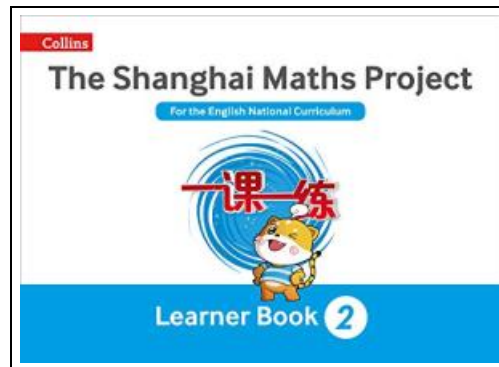 Collins
The Shanghai Maths Project
For the English National Curriculum
一课一练
Learner Book 2